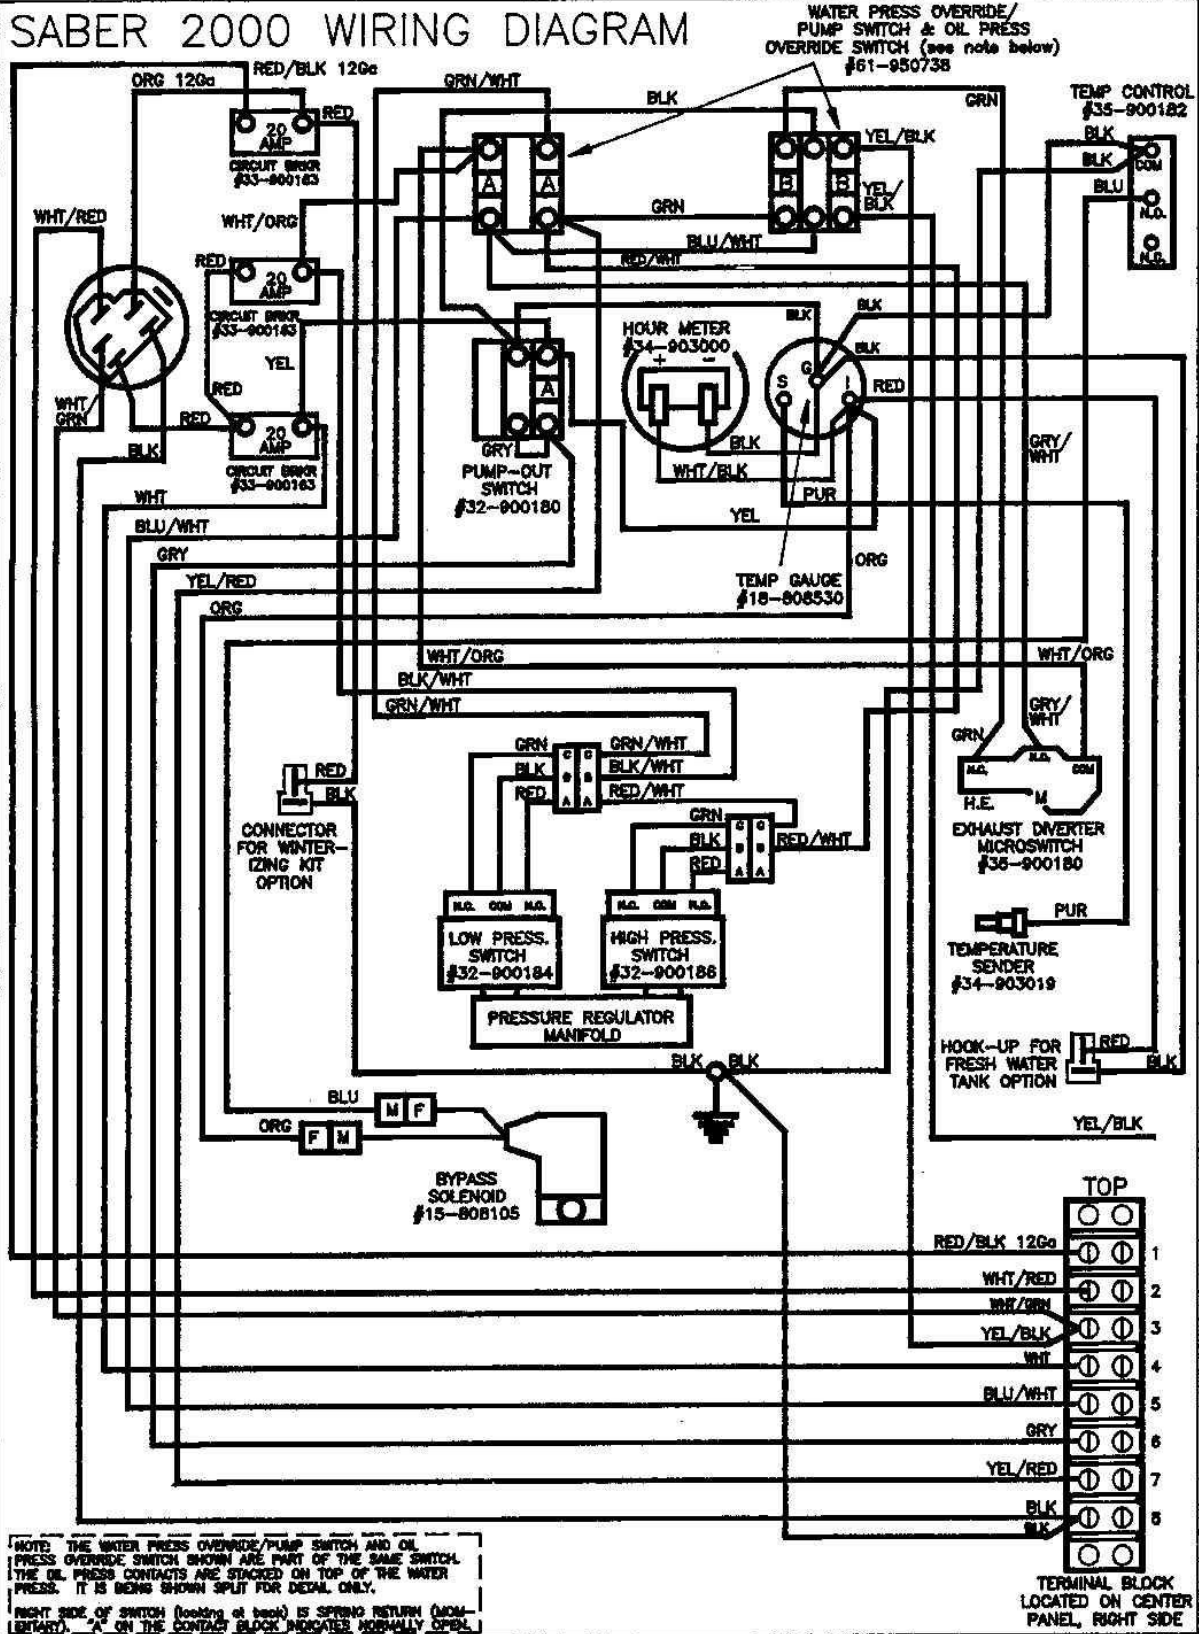 SABER 2000 WIRING DIAGRAM
WATER PRESS OVERRIDE/
PUMP SWITCH & OIL PRESS
OVERRIDE SWITCH (see note below)
#61-950738
RED/BLK 12Ga
ORG 12Ga
GRN/WHT
BLK
GRN
TEMP CONTROL
#35-900182
RED
20
AMP
CIRCUIT BRKR
#33-900163
YEL/BLK
BLK
BLK
COM
BLU
N.O.
N.C.
A A
B B
YEL/
BLK
WHT/RED
WHT/ORG
GRN
BLU/WHT
RED/WHT
RED
20
AMP
CIRCUIT BRKR
#33-900163
YEL
RED
HOUR METER
#34-903000
+ -
BLK
BLK
BLK
G
S
I
RED
A
WHT
GRN
RED
BLK
20
AMP
CIRCUIT BRKR
#33-900163
GRY
PUMP-OUT
SWITCH
#32-900180
BLK
WHT/BLK
PUR
GRY/
WHT
WHT
BLU/WHT
YEL
GRY
ORG
YEL/RED
TEMP GAUGE
#18-808530
ORG
WHT/ORG
WHT/ORG
BLK/WHT
GRN/WHT
GRY/
WHT
GRN
GRN
GRN/WHT
BLK
BLK/WHT
RED
RED/WHT
C C
B B
A A
N.C.
N.O.
COM
H.E.
M
EXHAUST DIVERTER
MICROSWITCH
#35-900180
RED
BLK
CONNECTOR
FOR WINTER-
IZING KIT
OPTION
GRN
BLK
RED
C C
B B
A A
RED/WHT
N.C. COM N.O.
LOW PRESS.
SWITCH
#32-900184
N.C. COM N.O.
HIGH PRESS.
SWITCH
#32-900186
PRESSURE REGULATOR
MANIFOLD
PUR
TEMPERATURE
SENDER
#34-903019
HOOK-UP FOR
FRESH WATER
TANK OPTION
RED
BLK
BLK
BLK
BLU
M F
ORG
F M
BYPASS
SOLENOID
#15-808105
YEL/BLK
TOP
RED/BLK 12Ga
1
WHT/RED
2
WHT/GRN
YEL/BLK
3
WHT
4
BLU/WHT
5
GRY
6
YEL/RED
7
BLK
BLK
8
TERMINAL BLOCK
LOCATED ON CENTER
PANEL, RIGHT SIDE
NOTE: THE WATER PRESS OVERRIDE/PUMP SWITCH AND OIL
PRESS OVERRIDE SWITCH SHOWN ARE PART OF THE SAME SWITCH.
THE OIL PRESS CONTACTS ARE STACKED ON TOP OF THE WATER
PRESS. IT IS BEING SHOWN SPLIT FOR DETAIL ONLY.
RIGHT SIDE OF SWITCH (looking at back) IS SPRING RETURN (MOM-
ENTARY). "A" ON THE CONTACT BLOCK INDICATES NORMALLY OPEN.